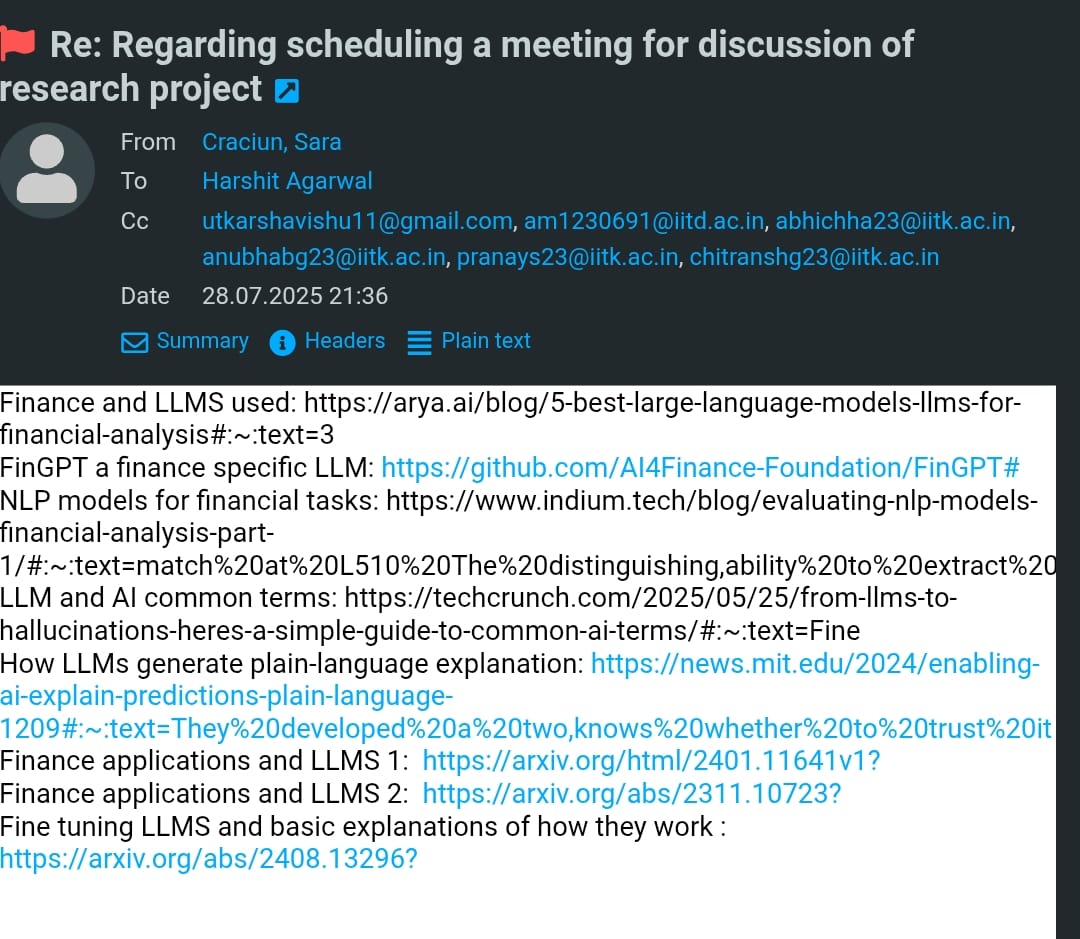 Re: Regarding scheduling a meeting for discussion of
research project
From Craciun, Sara
To Harshit Agarwal
Cc utkarshavishu11@gmail.com, am1230691@iitd.ac.in, abhichha23@iitk.ac.in,
anubhabg23@iitk.ac.in, pranays23@iitk.ac.in, chitranshg23@iitk.ac.in
Date 28.07.2025 21:36
Summary Headers Plain text
Finance and LLMS used: https://arya.ai/blog/5-best-large-language-models-llms-for-
financial-analysis#:~:text=3
FinGPT a finance specific LLM: https://github.com/AI4Finance-Foundation/FinGPT#
NLP models for financial tasks: https://www.indium.tech/blog/evaluating-nlp-models-
financial-analysis-part-
1/#:~:text=match%20at%20L510%20The%20distinguishing,ability%20to%20extract%20
LLM and AI common terms: https://techcrunch.com/2025/05/25/from-llms-to-
hallucinations-heres-a-simple-guide-to-common-ai-terms/#:~:text=Fine
How LLMs generate plain-language explanation: https://news.mit.edu/2024/enabling-
ai-explain-predictions-plain-language-
1209#:~:text=They%20developed%20a%20two,knows%20whether%20to%20trust%20it
Finance applications and LLMS 1: https://arxiv.org/html/2401.11641v1?
Finance applications and LLMS 2: https://arxiv.org/abs/2311.10723?
Fine tuning LLMS and basic explanations of how they work :
https://arxiv.org/abs/2408.13296?